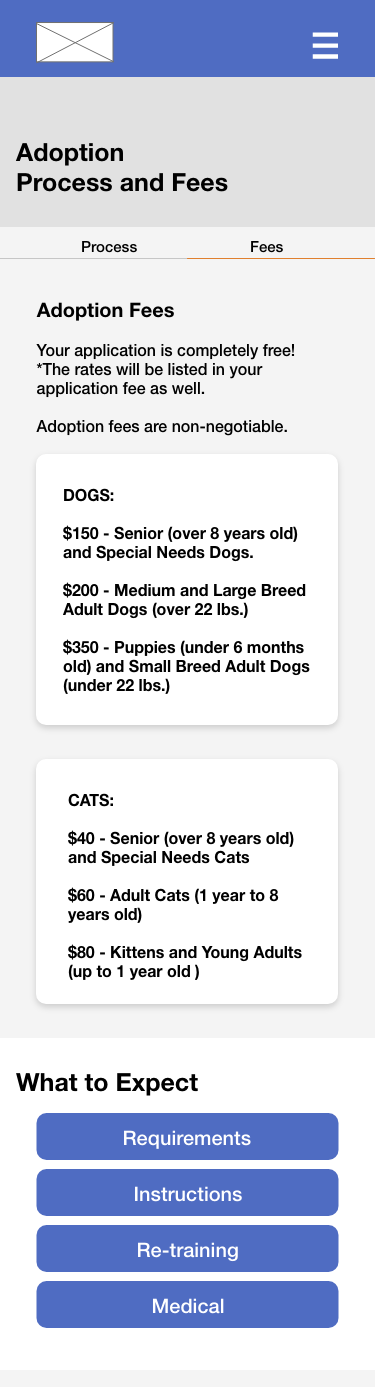 Adoption
Process and Fees
Process
Fees
Adoption Fees
Your application is completely free!
*The rates will be listed in your
application fee as well.
Adoption fees are non-negotiable.
DOGS:
$150 - Senior (over 8 years old)
and Special Needs Dogs.
$200 - Medium and Large Breed
Adult Dogs (over 22 lbs.)
$350 - Puppies (under 6 months
old) and Small Breed Adult Dogs
(under 22 lbs.)
CATS:
$40 - Senior (over 8 years old)
and Special Needs Cats
$60 - Adult Cats (1 year to 8
years old)
$80 - Kittens and Young Adults
(up to 1 year old )
What to Expect
Requirements
Instructions
Re-training
Medical